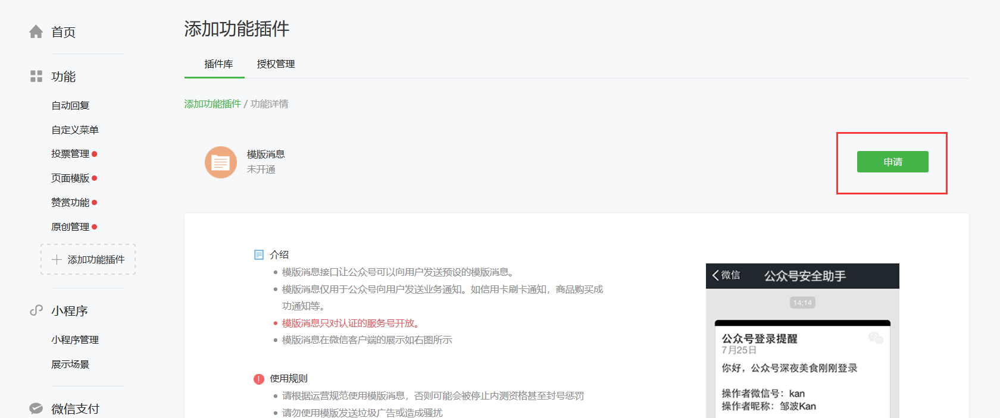 首页
功能
自动回复
自定义菜单
投票管理
页面模版
赞赏功能
原创管理
添加功能插件
小程序
小程序管理
展示场景
微信支付
添加功能插件
插件库 授权管理
添加功能插件 / 功能详情
模版消息
未开通
申请
介绍
模版消息接口让公众号可以向用户发送预设的模版消息。
模版消息仅用于公众号向用户发送业务通知。如信用卡刷卡通知，商品购买成
功通知等。
模版消息只对认证的服务号开放。
模版消息在微信客户端的展示如右图所示
使用规则
请根据运营规范使用模版消息，否则可能会被停止内测资格甚至封号惩罚
请勿使用模版发送垃圾广告或造成骚扰
微信 公众号安全助手
14:14
公众号登录提醒
7月25日
你好，公众号深夜美食刚刚登录
操作者微信号：kan
操作者昵称：邹波Kan